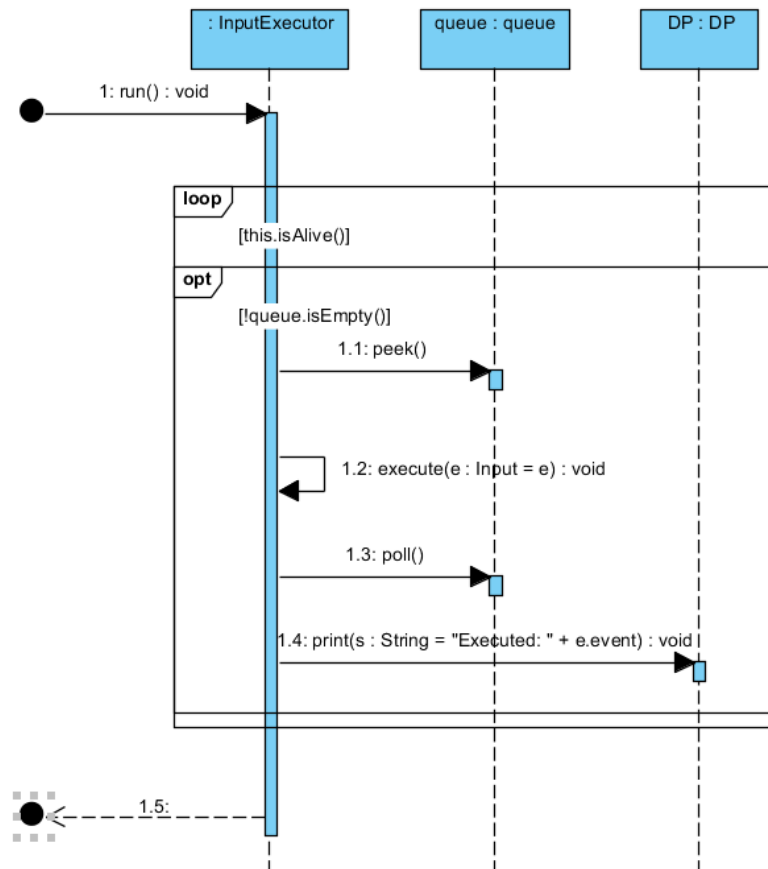 : InputExecutor
queue : queue
DP : DP
1: run() : void
loop
[this.isAlive()]
opt
[!queue.isEmpty()]
1.1: peek()
1.2: execute(e : Input = e) : void
1.3: poll()
1.4: print(s : String = "Executed: " + e.event) : void
1.5: